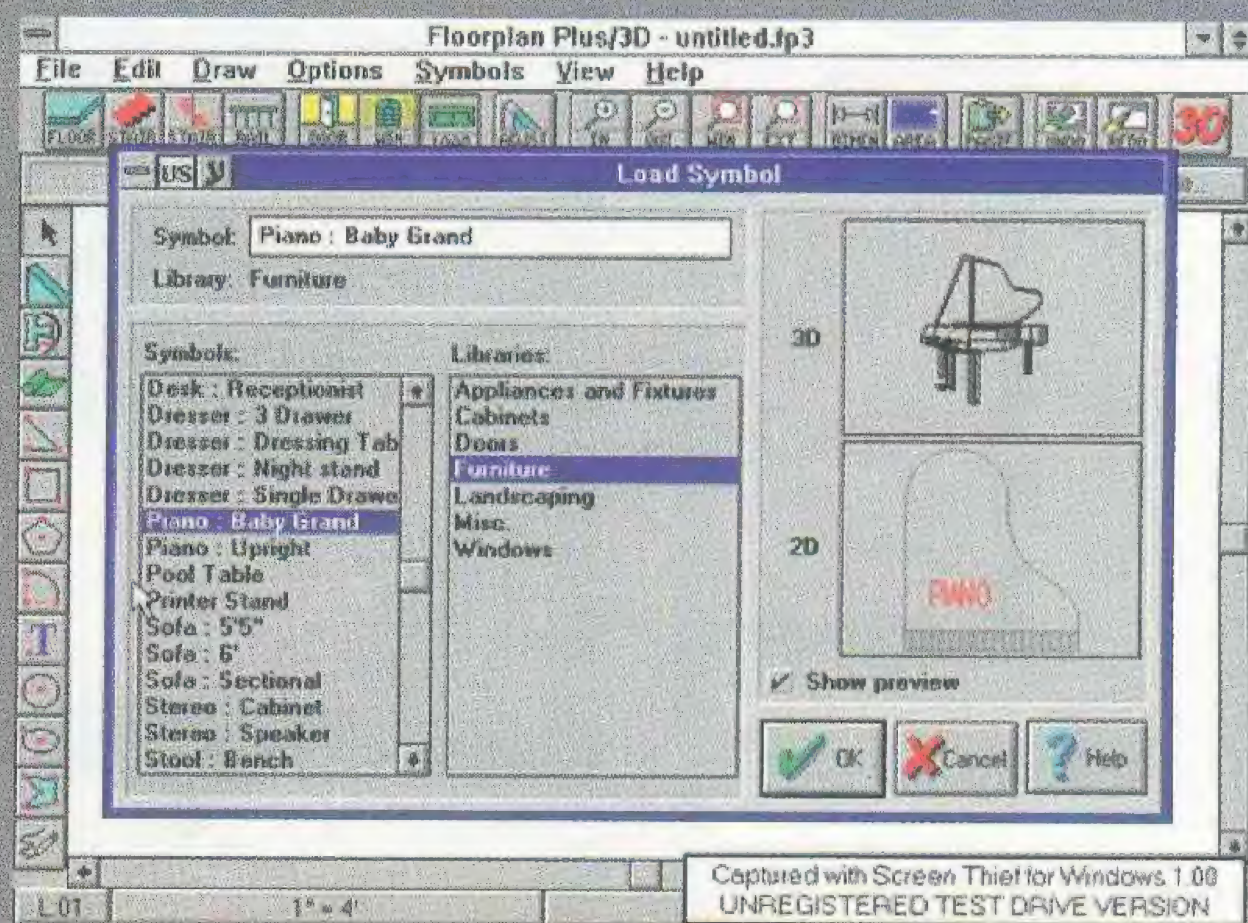 Floorplan Plus/3D - untitled.fp3
File Edit Draw Options Symbols View Help
FLOOR
3D
US
Load Symbol
Symbol: Piano : Baby Grand
Library: Furniture
Symbols:
Desk : Receptionist
Dresser : 3 Drawer
Dresser : Dressing Tab
Dresser : Night stand
Dresser : Single Drawe
Piano : Baby Grand
Piano : Upright
Pool Table
Printer Stand
Sofa : 5'5"
Sofa : 6'
Sofa : Sectional
Stereo : Cabinet
Stereo : Speaker
Stool : Bench
Libraries:
Appliances and Fixtures
Cabinets
Doors
Furniture
Landscaping
Misc.
Windows
3D
2D
PIANO
Show preview
OK Cancel Help
T
L 01 1" = 4'
Captured with Screen Thief for Windows 1.00
UNREGISTERED TEST DRIVE VERSION